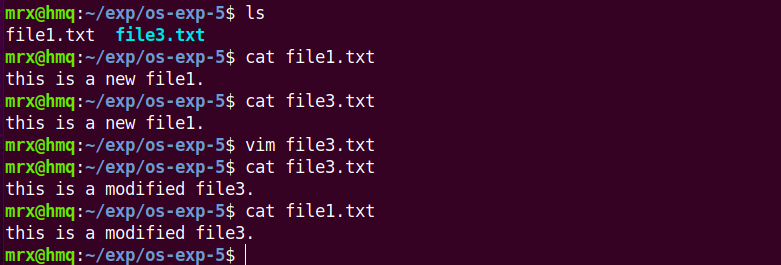 mrx@hmq:~/exp/os-exp-5$ ls
file1.txt  file3.txt
mrx@hmq:~/exp/os-exp-5$ cat file1.txt
this is a new file1.
mrx@hmq:~/exp/os-exp-5$ cat file3.txt
this is a new file1.
mrx@hmq:~/exp/os-exp-5$ vim file3.txt
mrx@hmq:~/exp/os-exp-5$ cat file3.txt
this is a modified file3.
mrx@hmq:~/exp/os-exp-5$ cat file1.txt
this is a modified file3.
mrx@hmq:~/exp/os-exp-5$